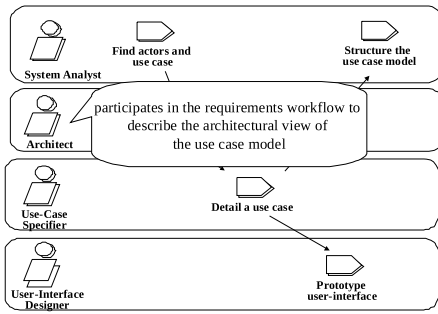 Find actors and
use case
Structure the
use case model
System Analyst
participates in the requirements workflow to
describe the architectural view of
the use case model
Architect
Detail a use case
Use-Case
Specifier
Prototype
user-interface
User-Interface
Designer